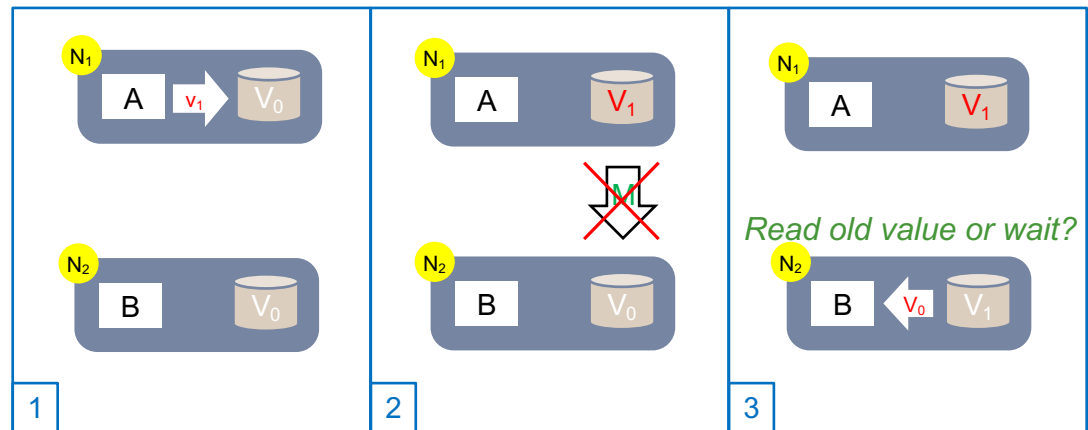 N₁
A
v₁
V₀
N₂
B
V₀
1
N₁
A
V₁
M
N₂
B
V₀
2
N₁
A
V₁
Read old value or wait?
N₂
B
V₀
V₁
3